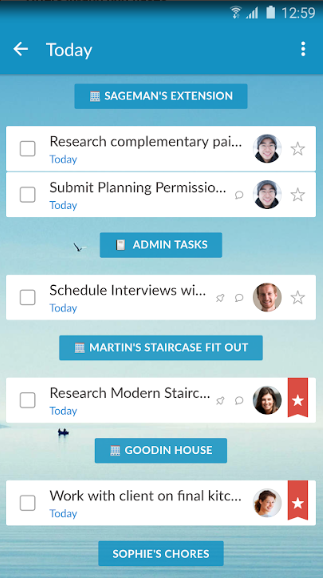 12:59
Today
SAGEMAN'S EXTENSION
Research complementary pai...
Today
Submit Planning Permissio...
Today
ADMIN TASKS
Schedule Interviews wi...
Today
MARTIN'S STAIRCASE FIT OUT
Research Modern Stairc...
Today
GOODIN HOUSE
Work with client on final kitc...
Today
SOPHIE'S CHORES